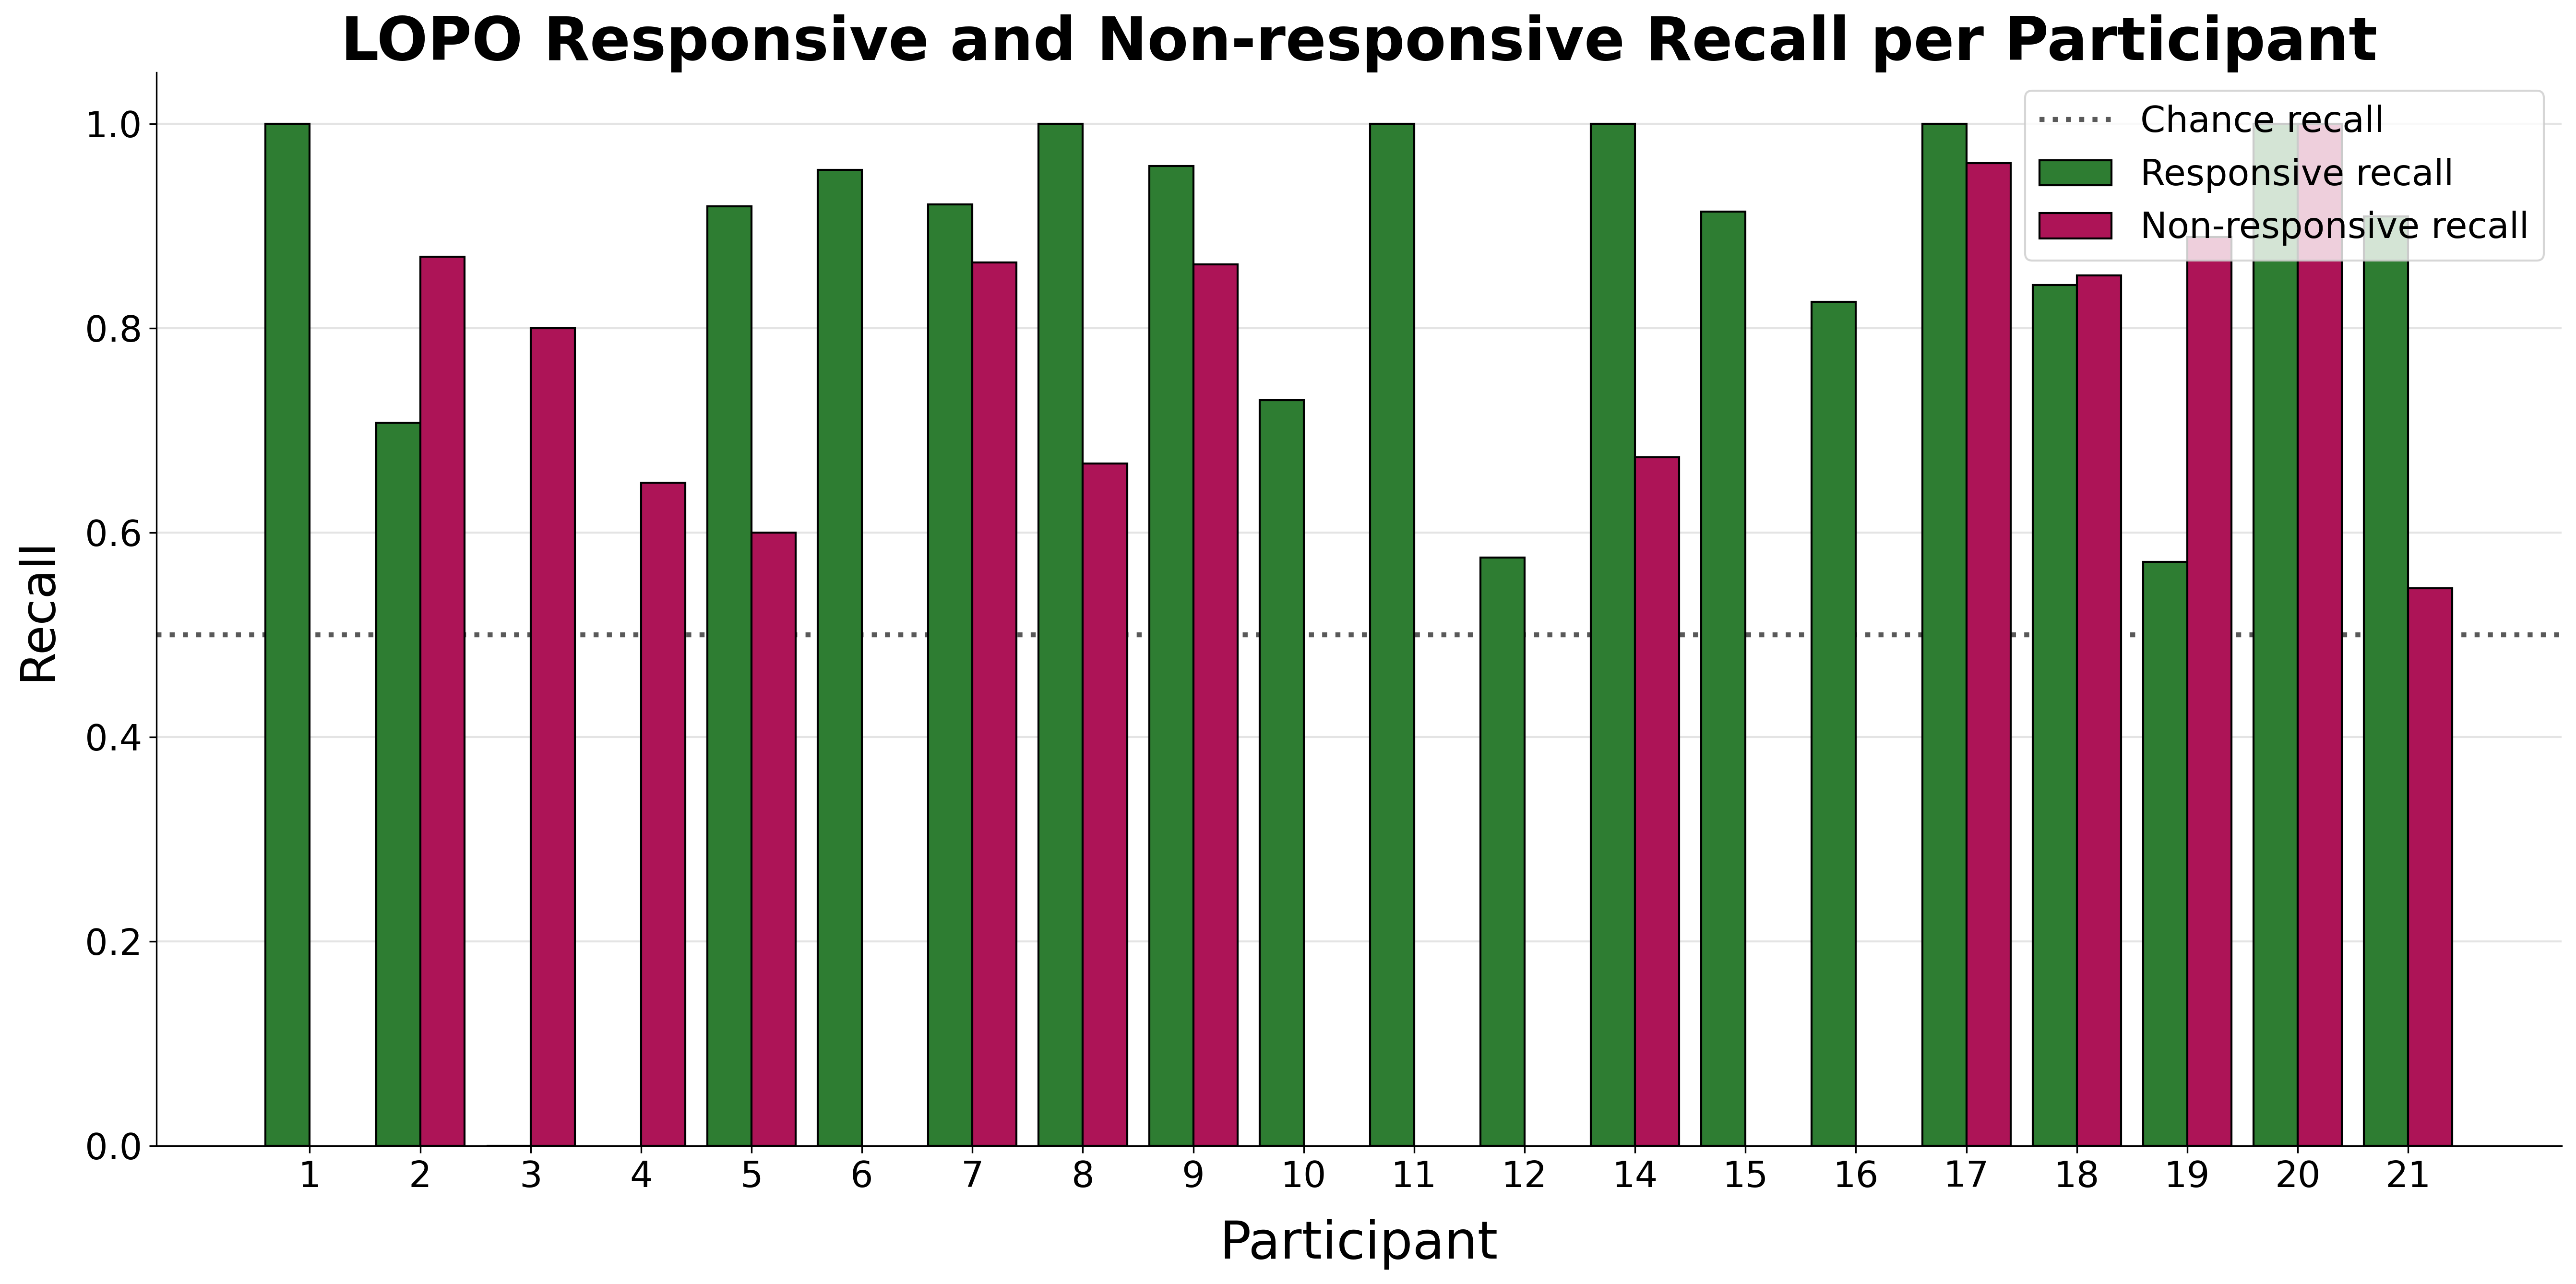 LOPO Responsive and Non-responsive Recall per Participant
Chance recall
Responsive recall
Non-responsive recall
1.0
0.8
0.6
0.4
0.2
0.0
Recall
1 2 3 4 5 6 7 8 9 10 11 12 14 15 16 17 18 19 20 21
Participant